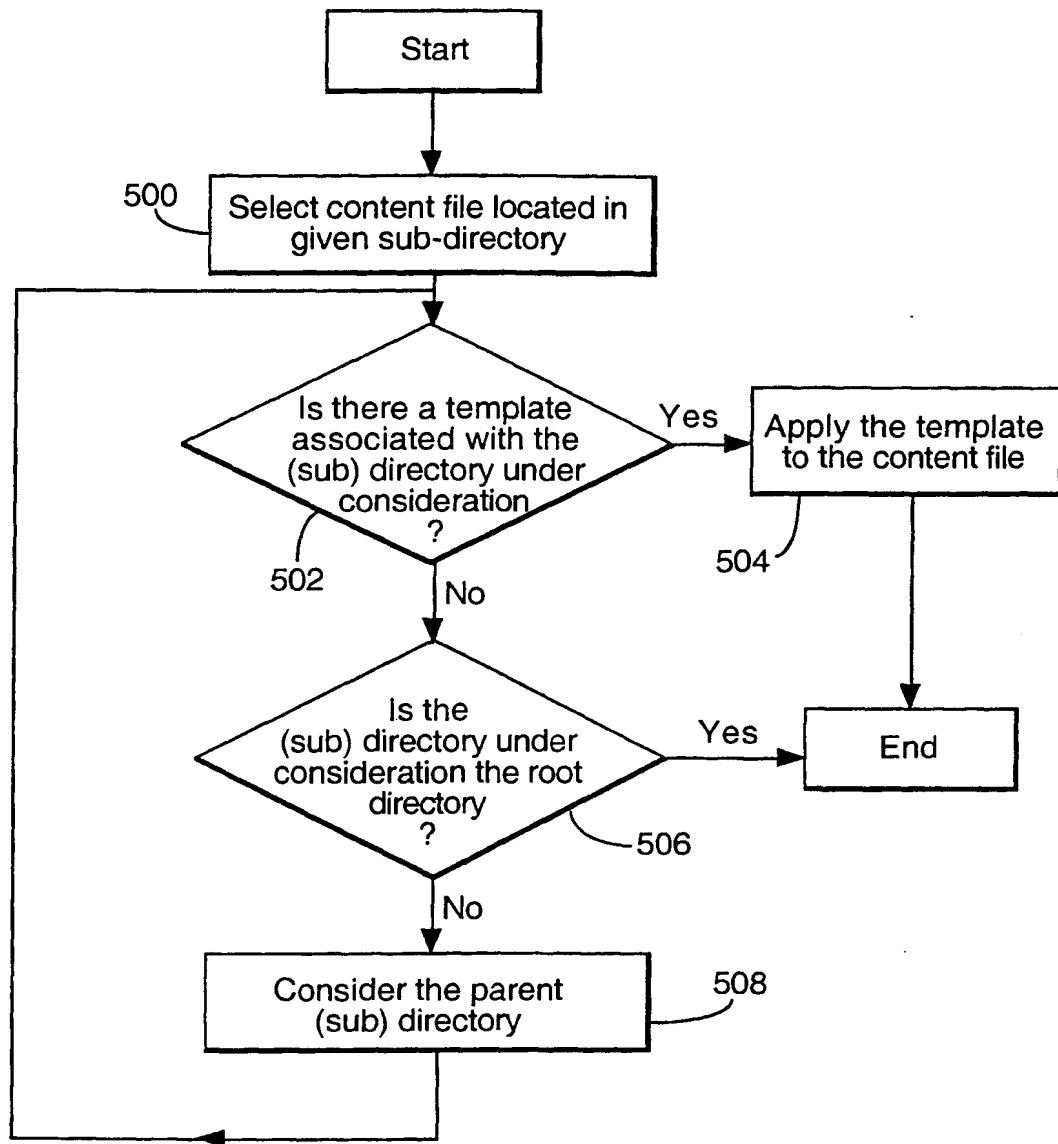 Start
500
Select content file located in
given sub-directory
Is there a template
associated with the
(sub) directory under
consideration
?
502
Yes
Apply the template
to the content file
504
No
Is the
(sub) directory under
consideration the root
directory
?
506
Yes
End
No
Consider the parent
(sub) directory
508